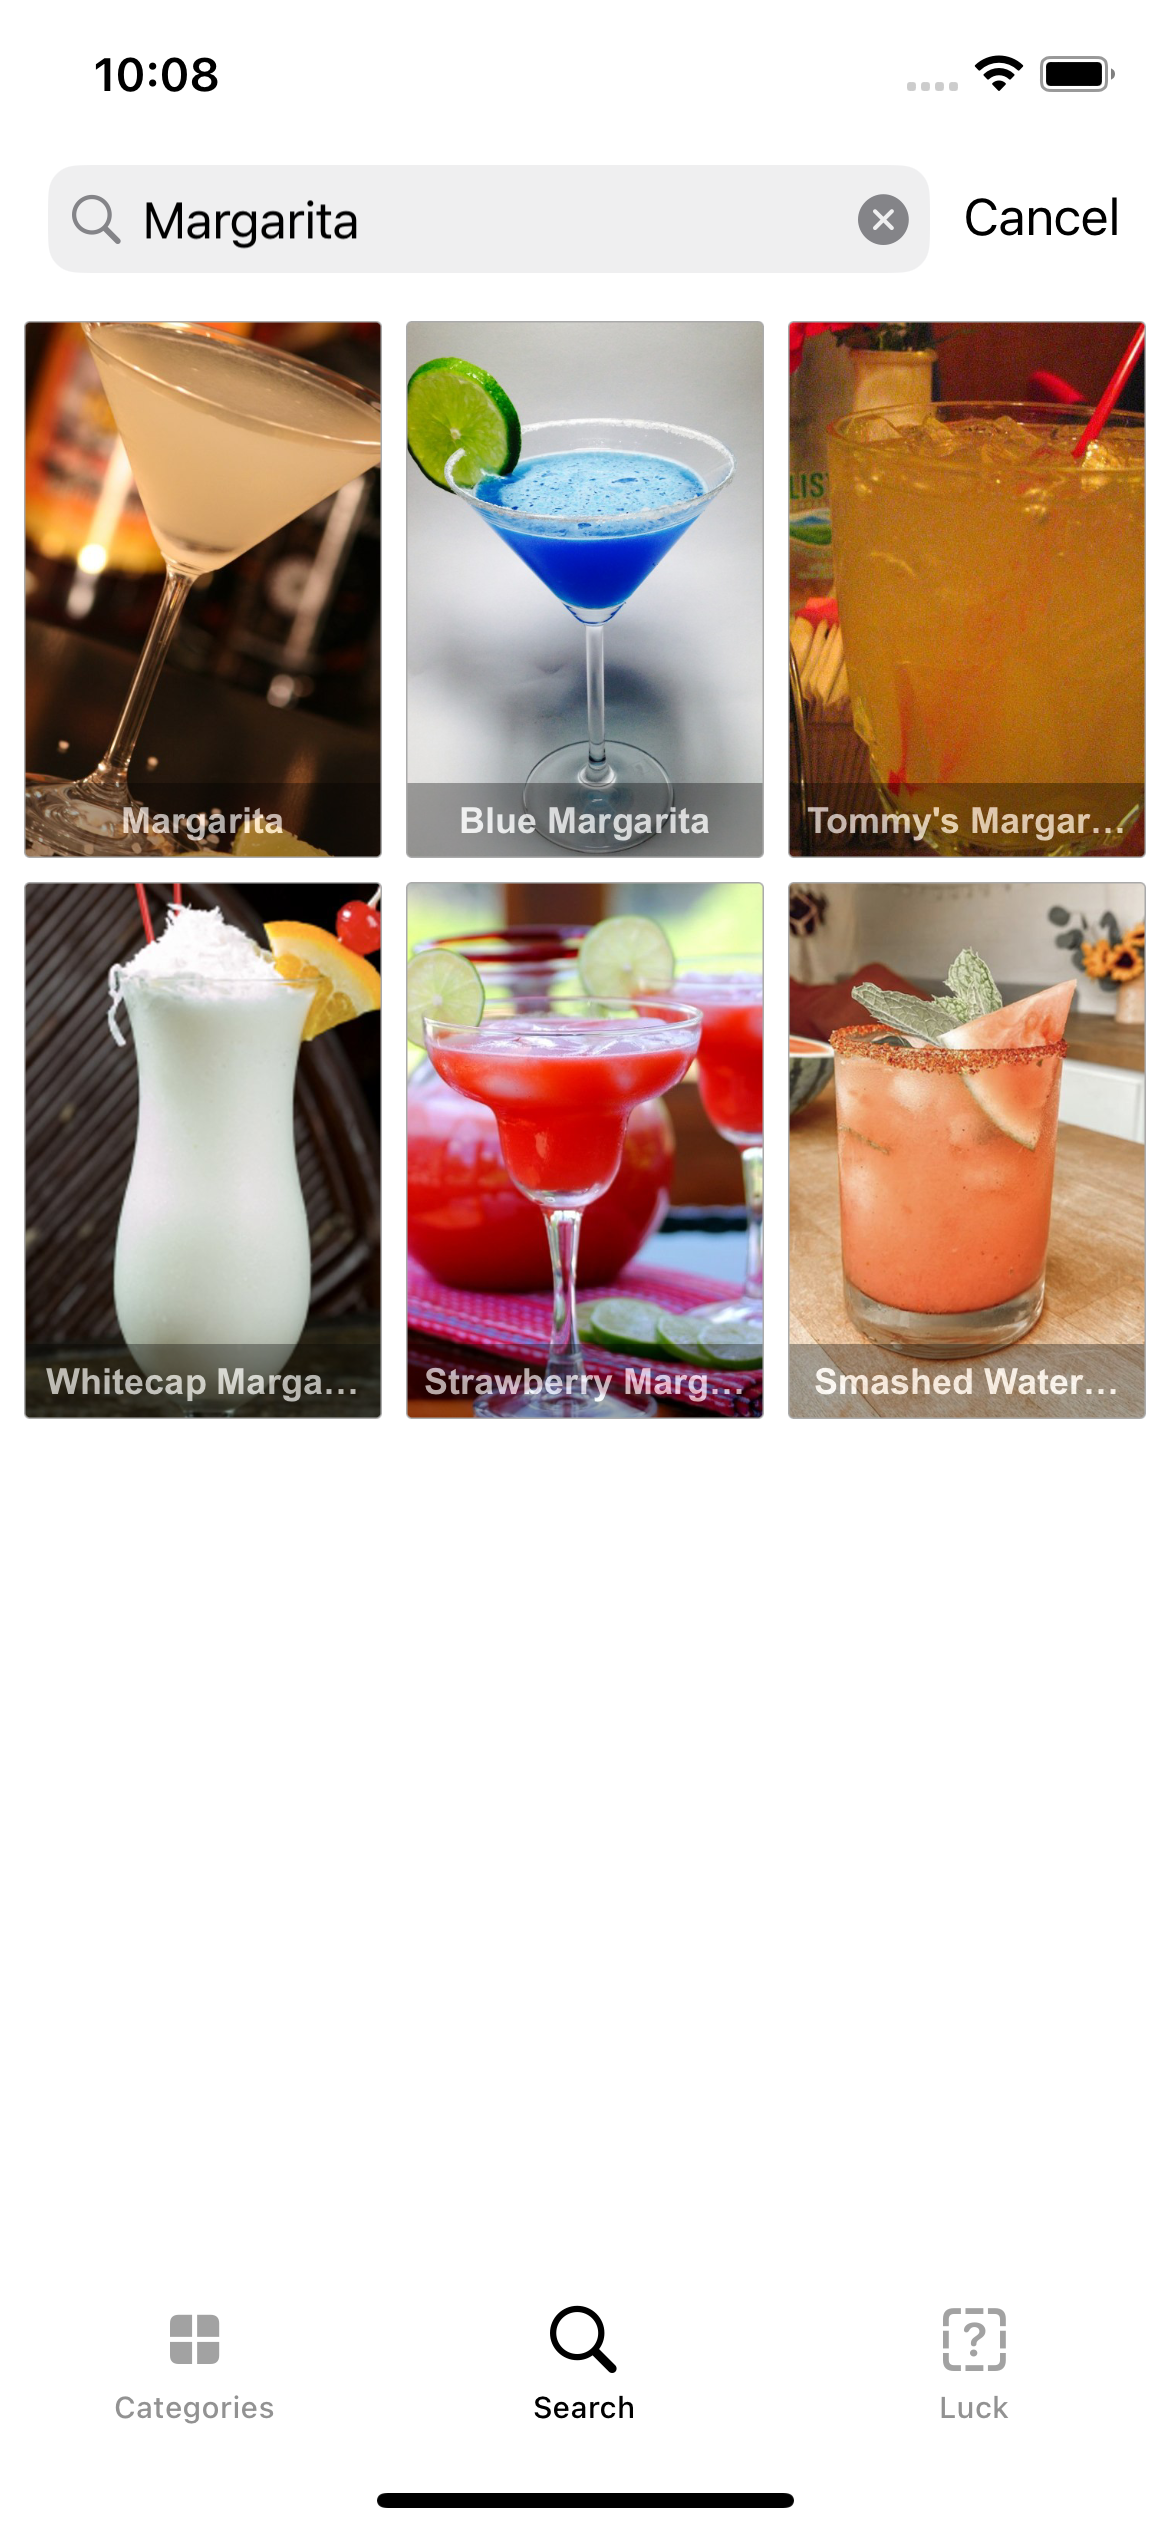 10:08
Margarita
Cancel
Margarita
Blue Margarita
Tommy's Margar...
Whitecap Marga...
Strawberry Marg...
Smashed Water...
Categories
Search
Luck